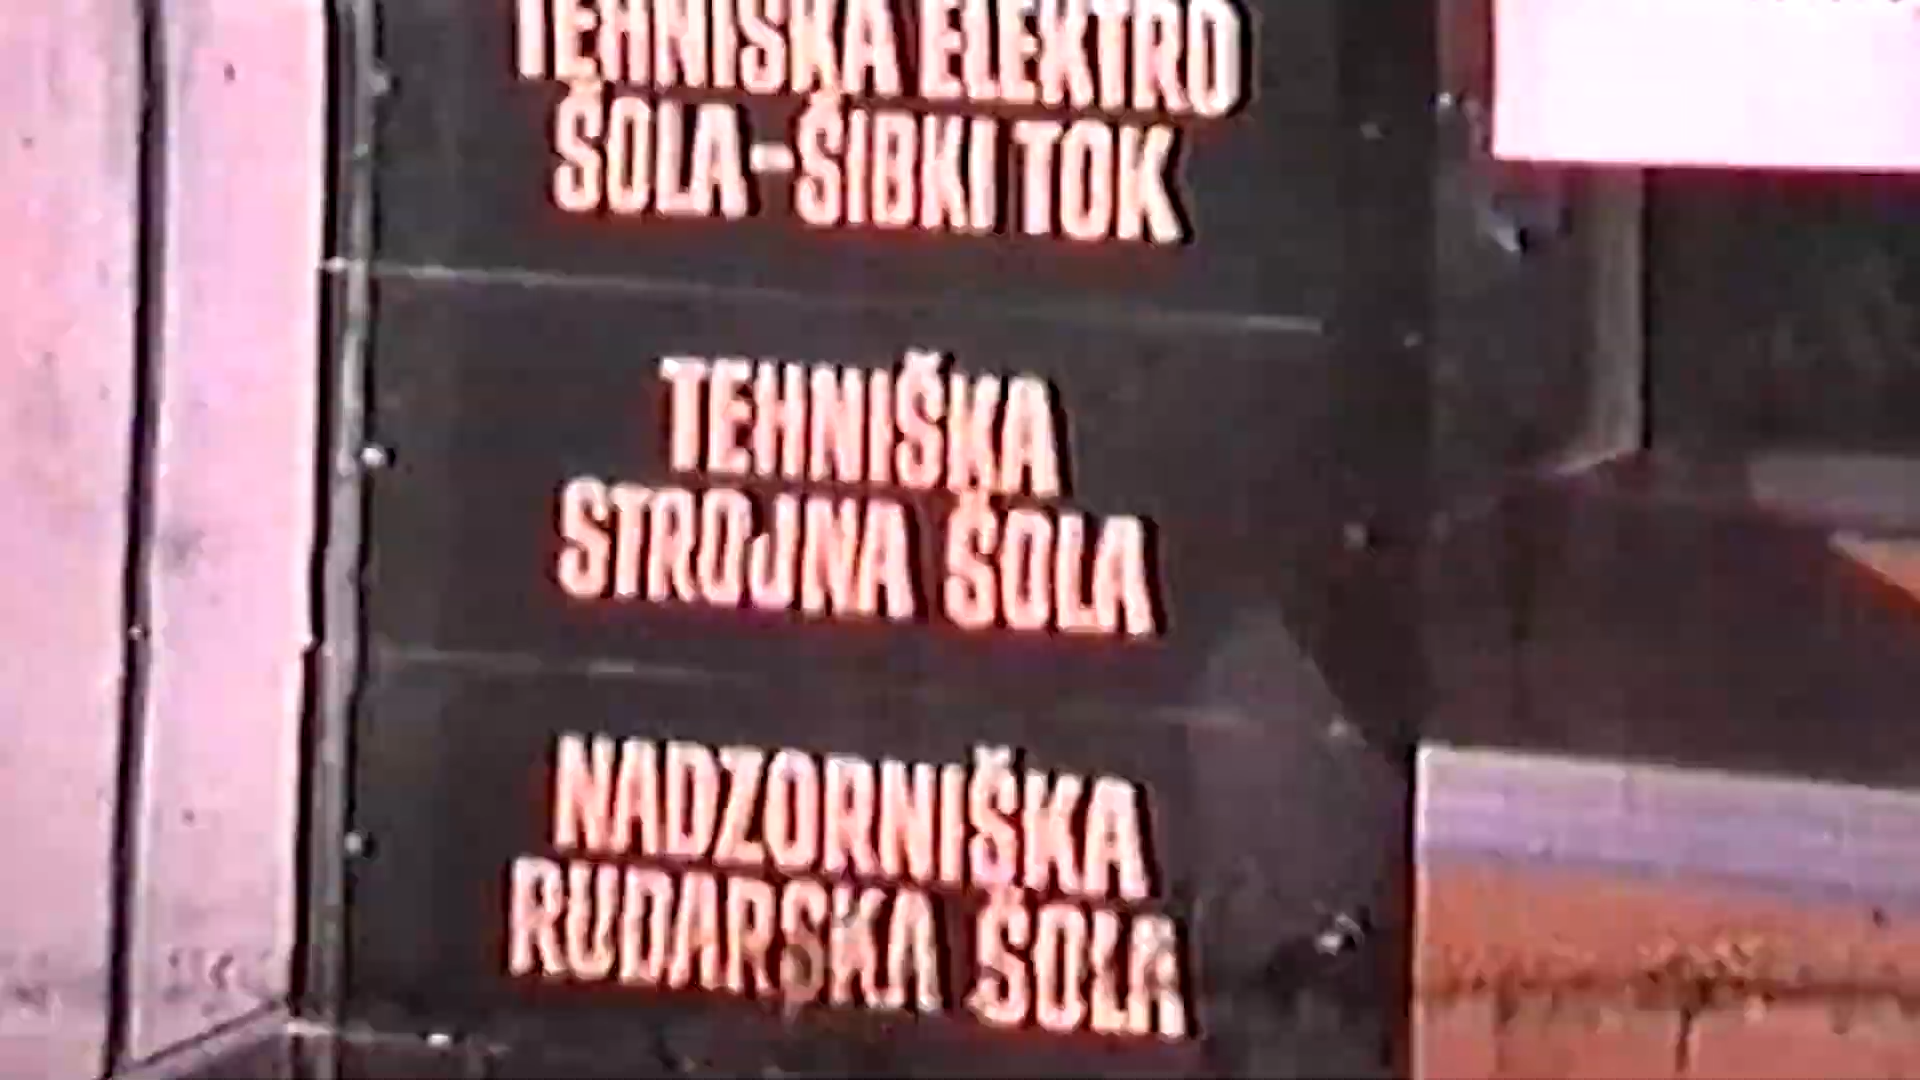 TEHNIŠKA ELEKTRO
ŠOLA-ŠIBKI TOK
TEHNIŠKA
STROJNA ŠOLA
NADZORNIŠKA
RUDARSKA ŠOLA